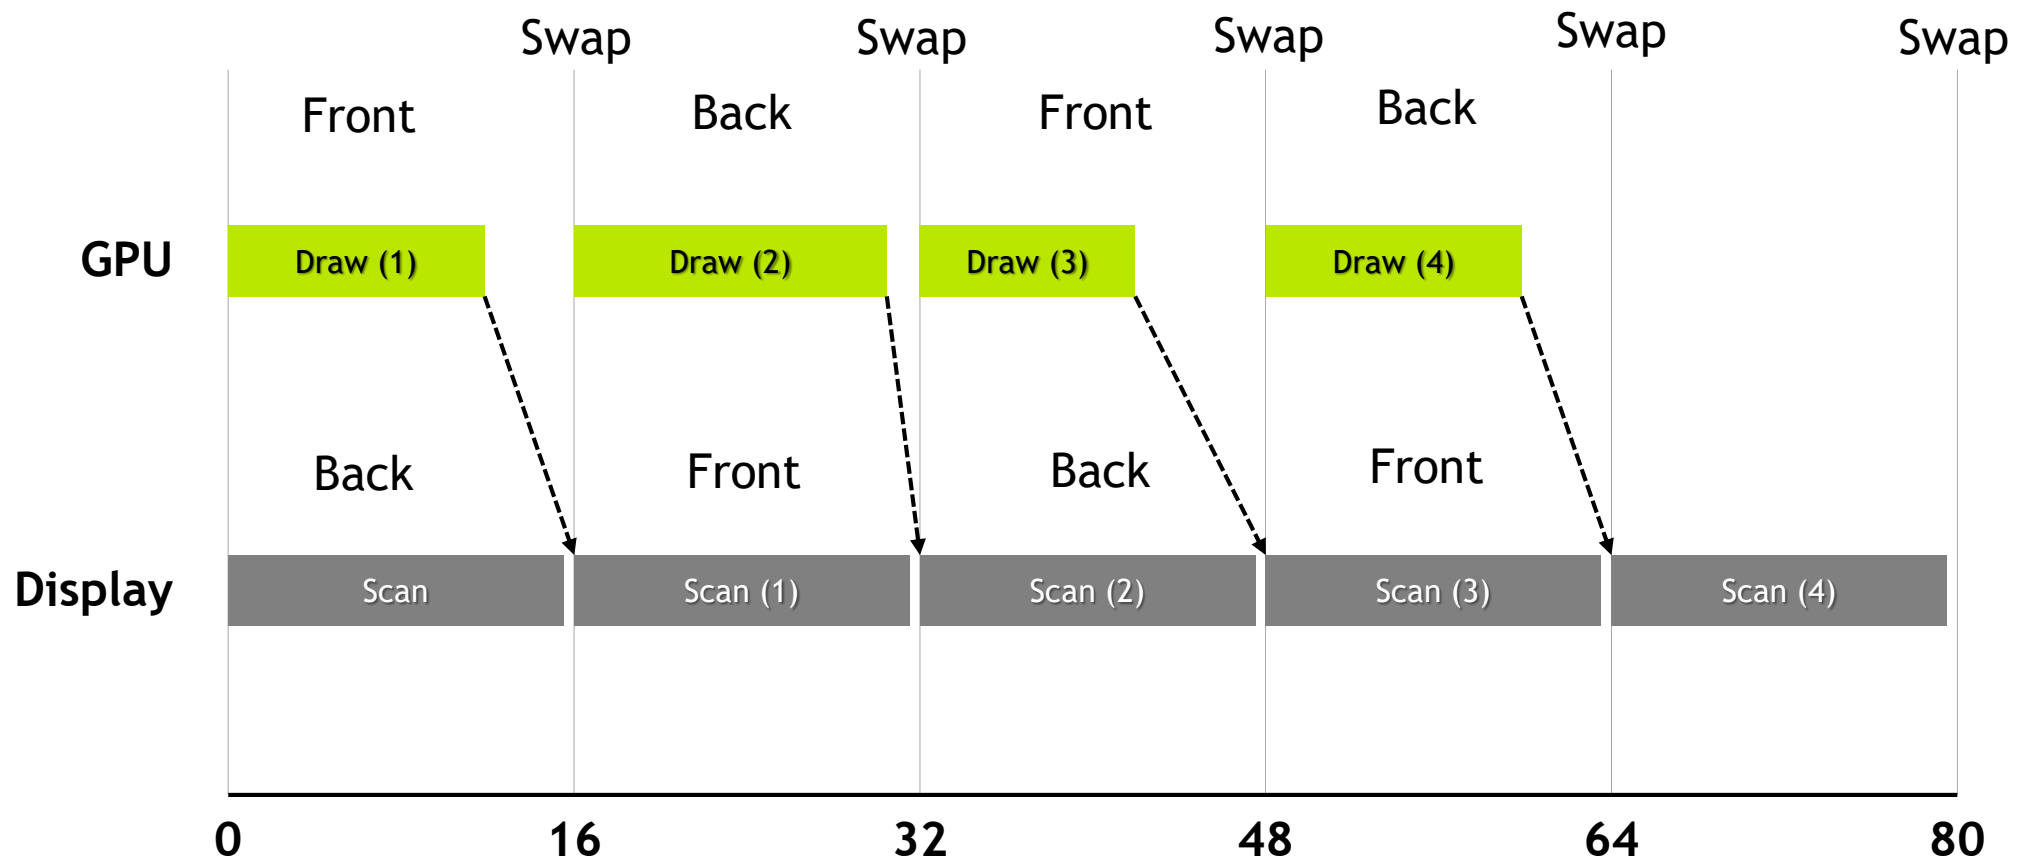 Swap Swap Swap Swap Swap
Front Back Front Back
GPU Draw (1) Draw (2) Draw (3) Draw (4)
Back Front Back Front
Display Scan Scan (1) Scan (2) Scan (3) Scan (4)
0 16 32 48 64 80